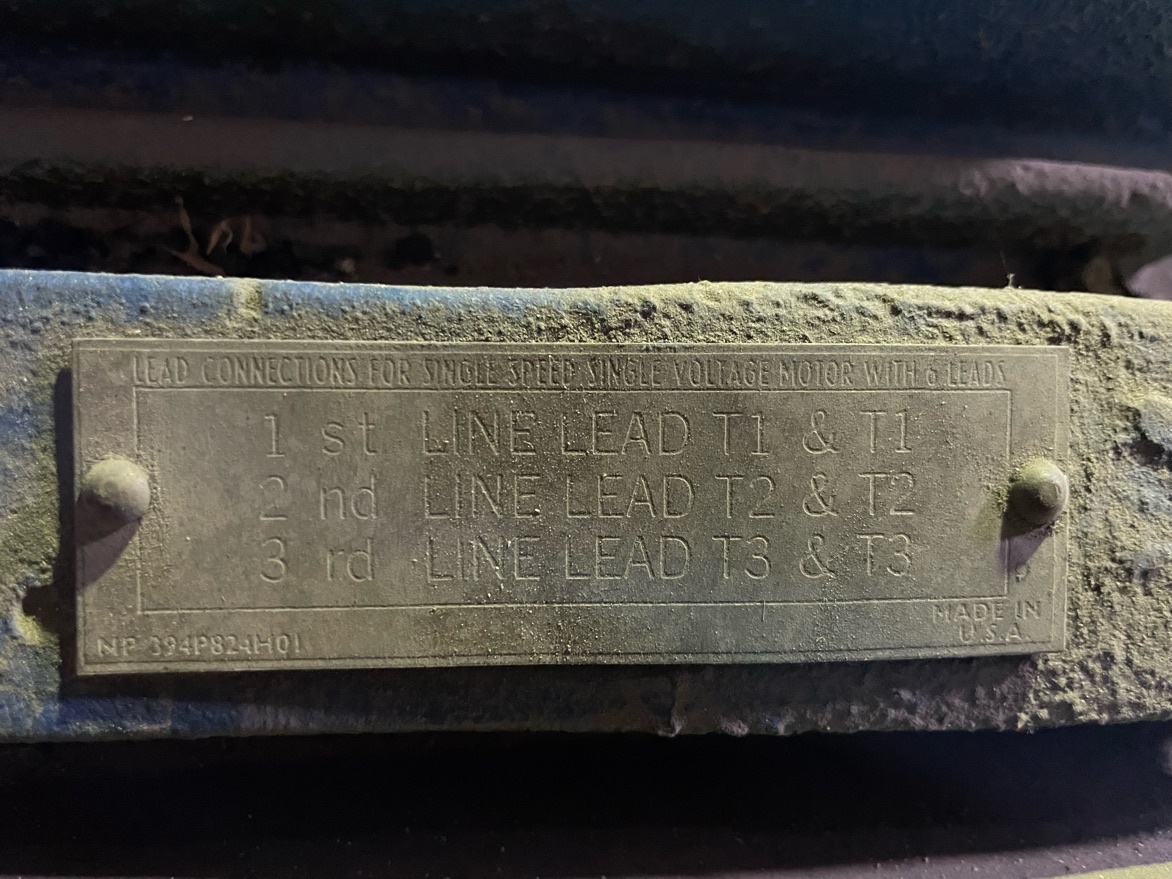 LEAD CONNECTIONS FOR SINGLE SPEED SINGLE VOLTAGE MOTOR WITH 6 LEADS
1 st LINE LEAD T1 & T1
2 nd LINE LEAD T2 & T2
3 rd LINE LEAD T3 & T3
NP 394P824H01
MADE IN
U.S.A.